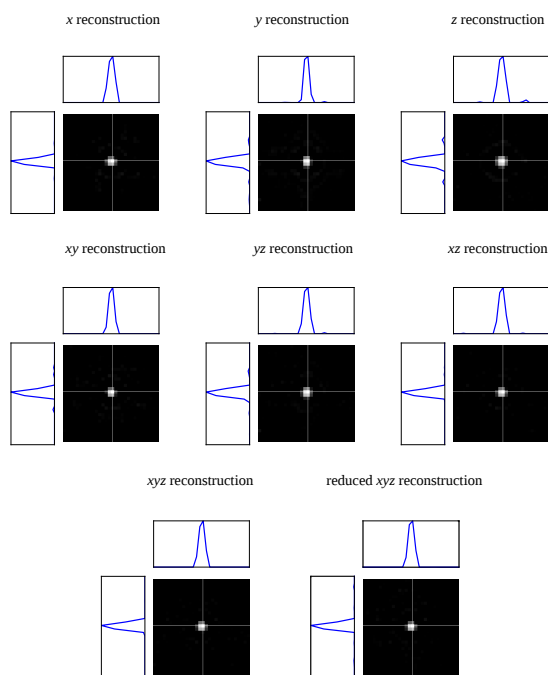 x reconstruction
y reconstruction
z reconstruction
xy reconstruction
yz reconstruction
xz reconstruction
xyz reconstruction
reduced xyz reconstruction